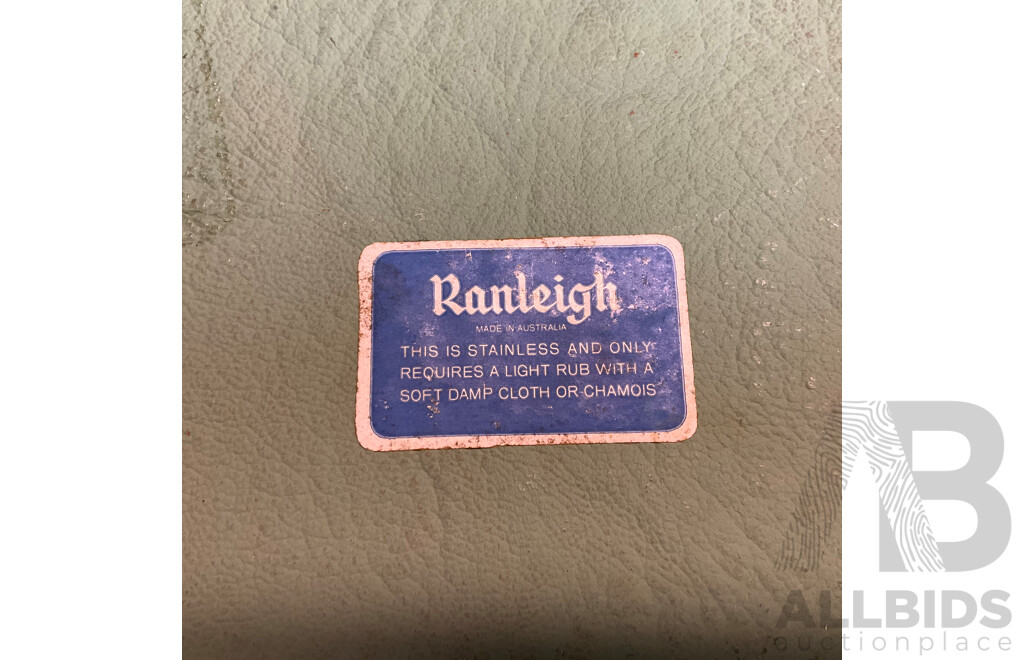 Ranleigh
MADE IN AUSTRALIA
THIS IS STAINLESS AND ONLY
REQUIRES A LIGHT RUB WITH A
SOFT DAMP CLOTH OR CHAMOIS
AB
ALLBIDS
auctionplace